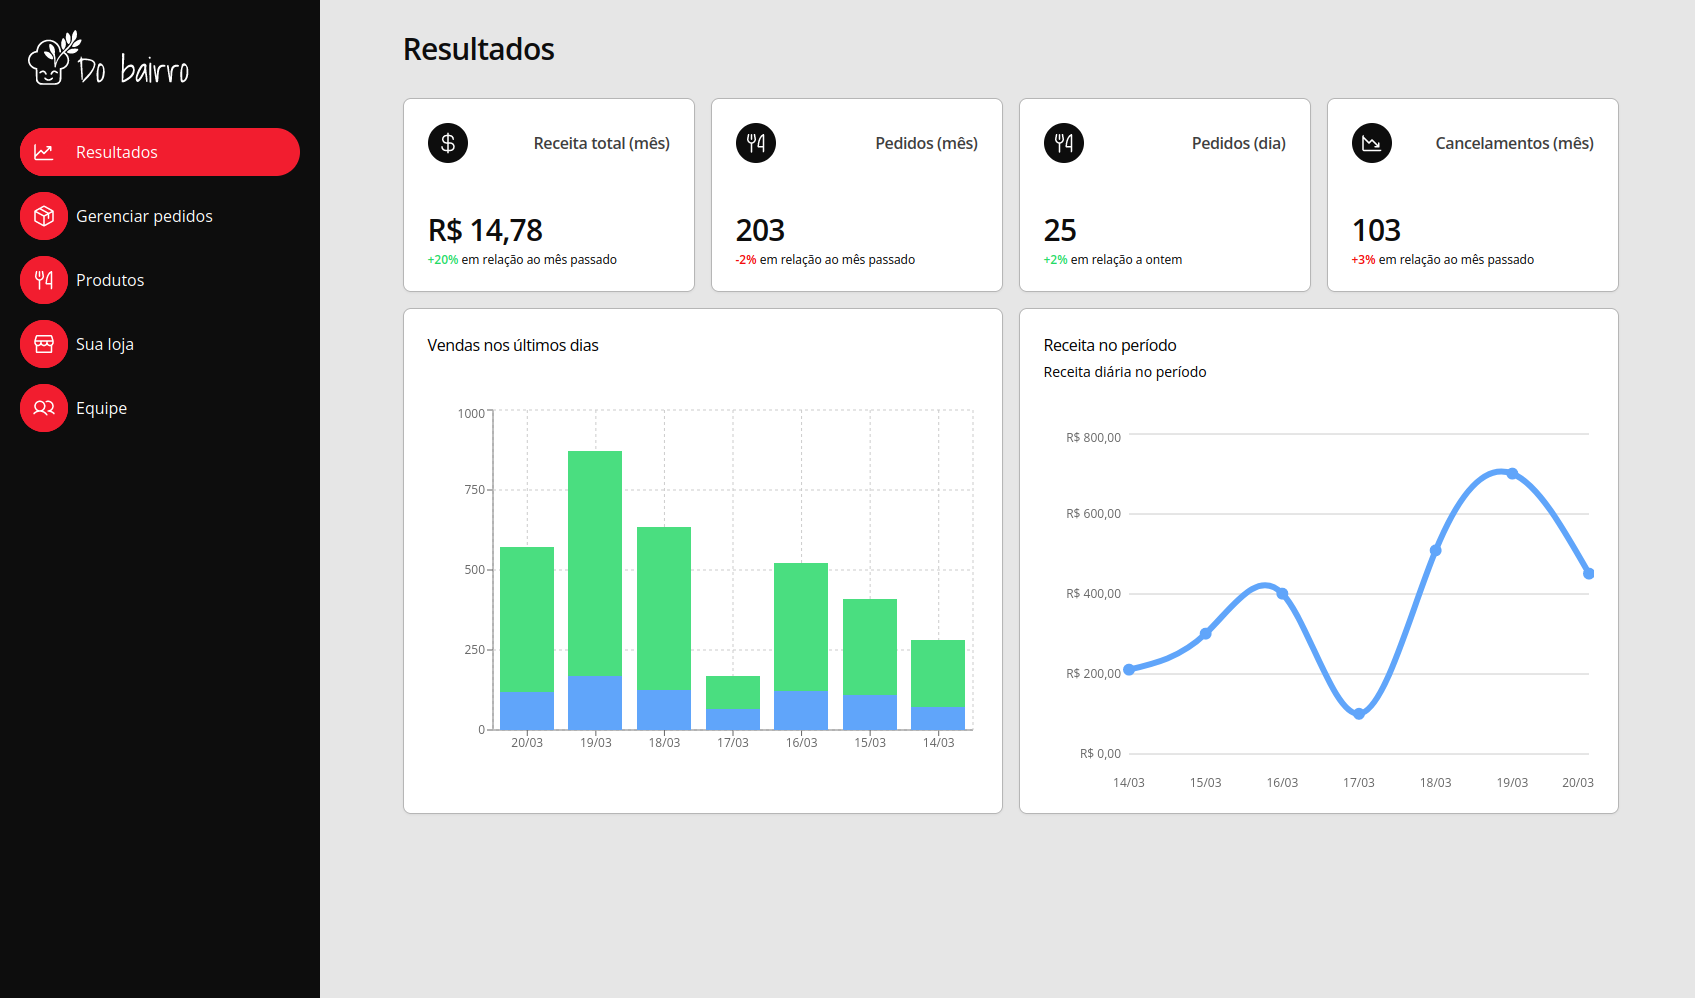 Do bairro
Resultados
Gerenciar pedidos
Produtos
Sua loja
Equipe
Resultados
Receita total (mês)
R$ 14,78
+20% em relação ao mês passado
Pedidos (mês)
203
-2% em relação ao mês passado
Pedidos (dia)
25
+2% em relação a ontem
Cancelamentos (mês)
103
+3% em relação ao mês passado
Vendas nos últimos dias
1000
750
500
250
0
20/03 19/03 18/03 17/03 16/03 15/03 14/03
Receita no período
Receita diária no período
R$ 800,00
R$ 600,00
R$ 400,00
R$ 200,00
R$ 0,00
14/03 15/03 16/03 17/03 18/03 19/03 20/03